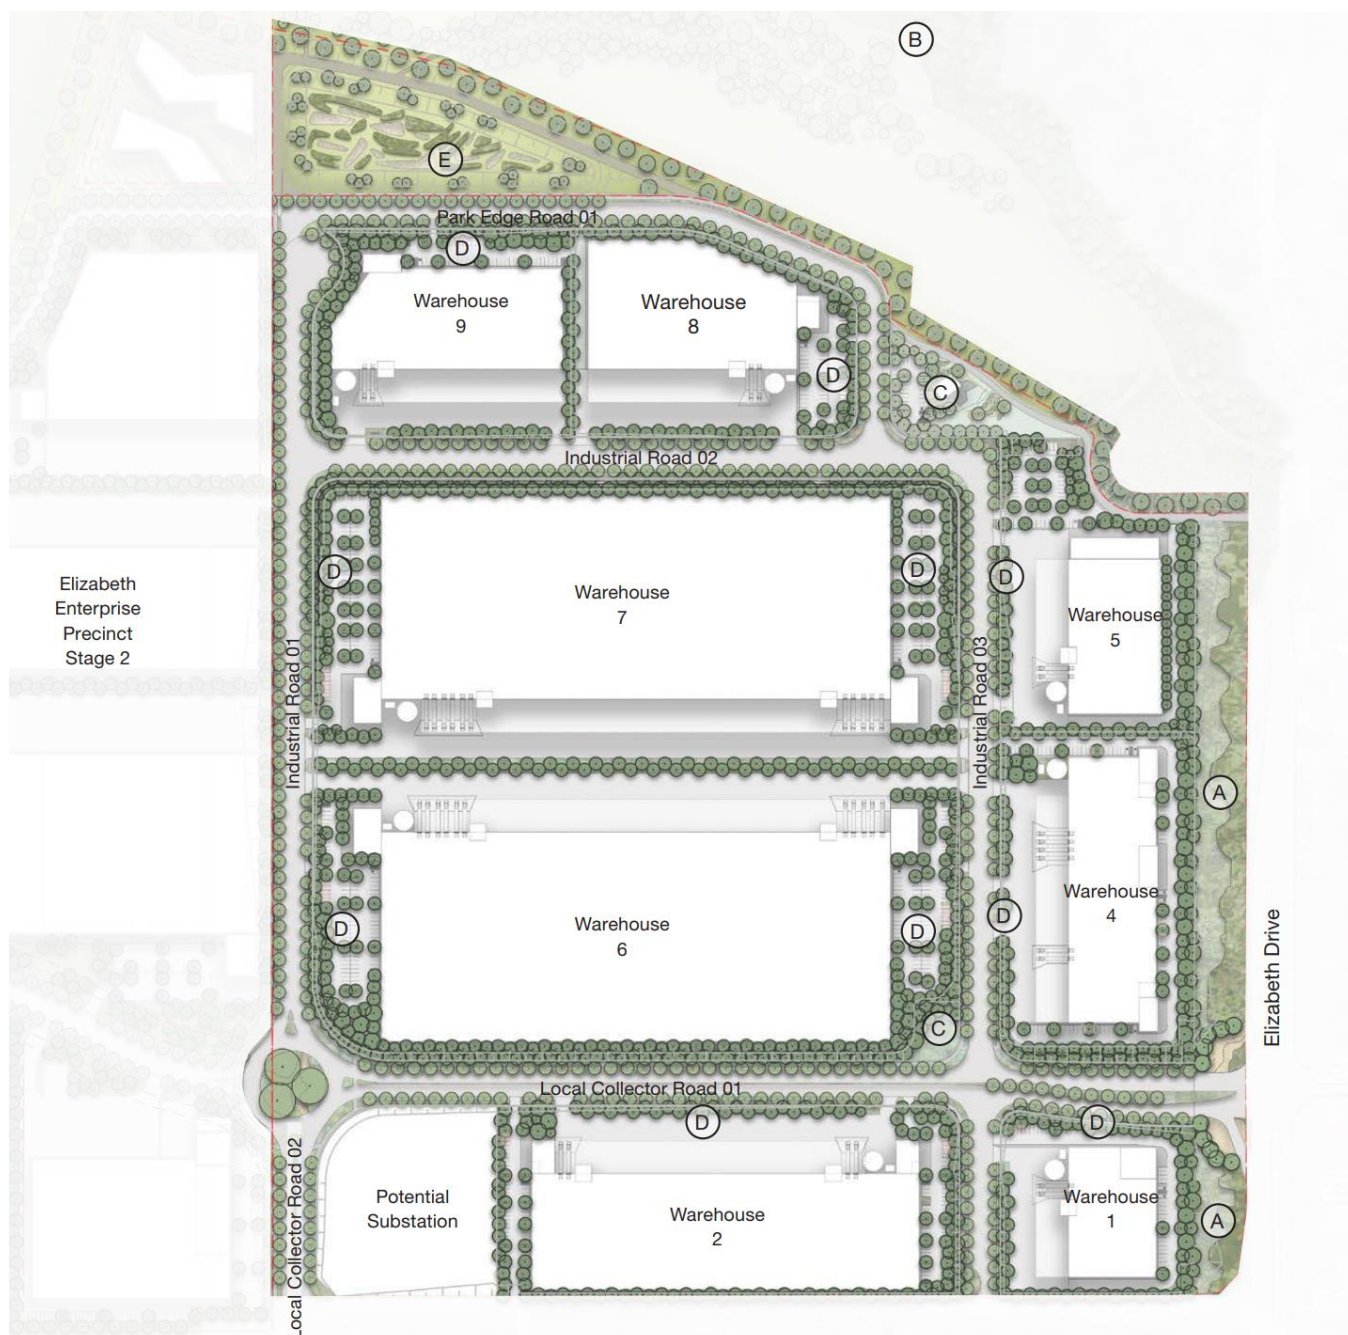 B
E
Park Edge Road 01
D
Warehouse
9
Warehouse
8
D
C
Industrial Road 02
Elizabeth
Enterprise
Precinct
Stage 2
D
Warehouse
7
D
D
Warehouse
5
Industrial Road 01
Industrial Road 03
A
D
Warehouse
6
D
D
Warehouse
4
Elizabeth Drive
C
Local Collector Road 01
D
D
Local Collector Road 02
Potential
Substation
Warehouse
2
Warehouse
1
A